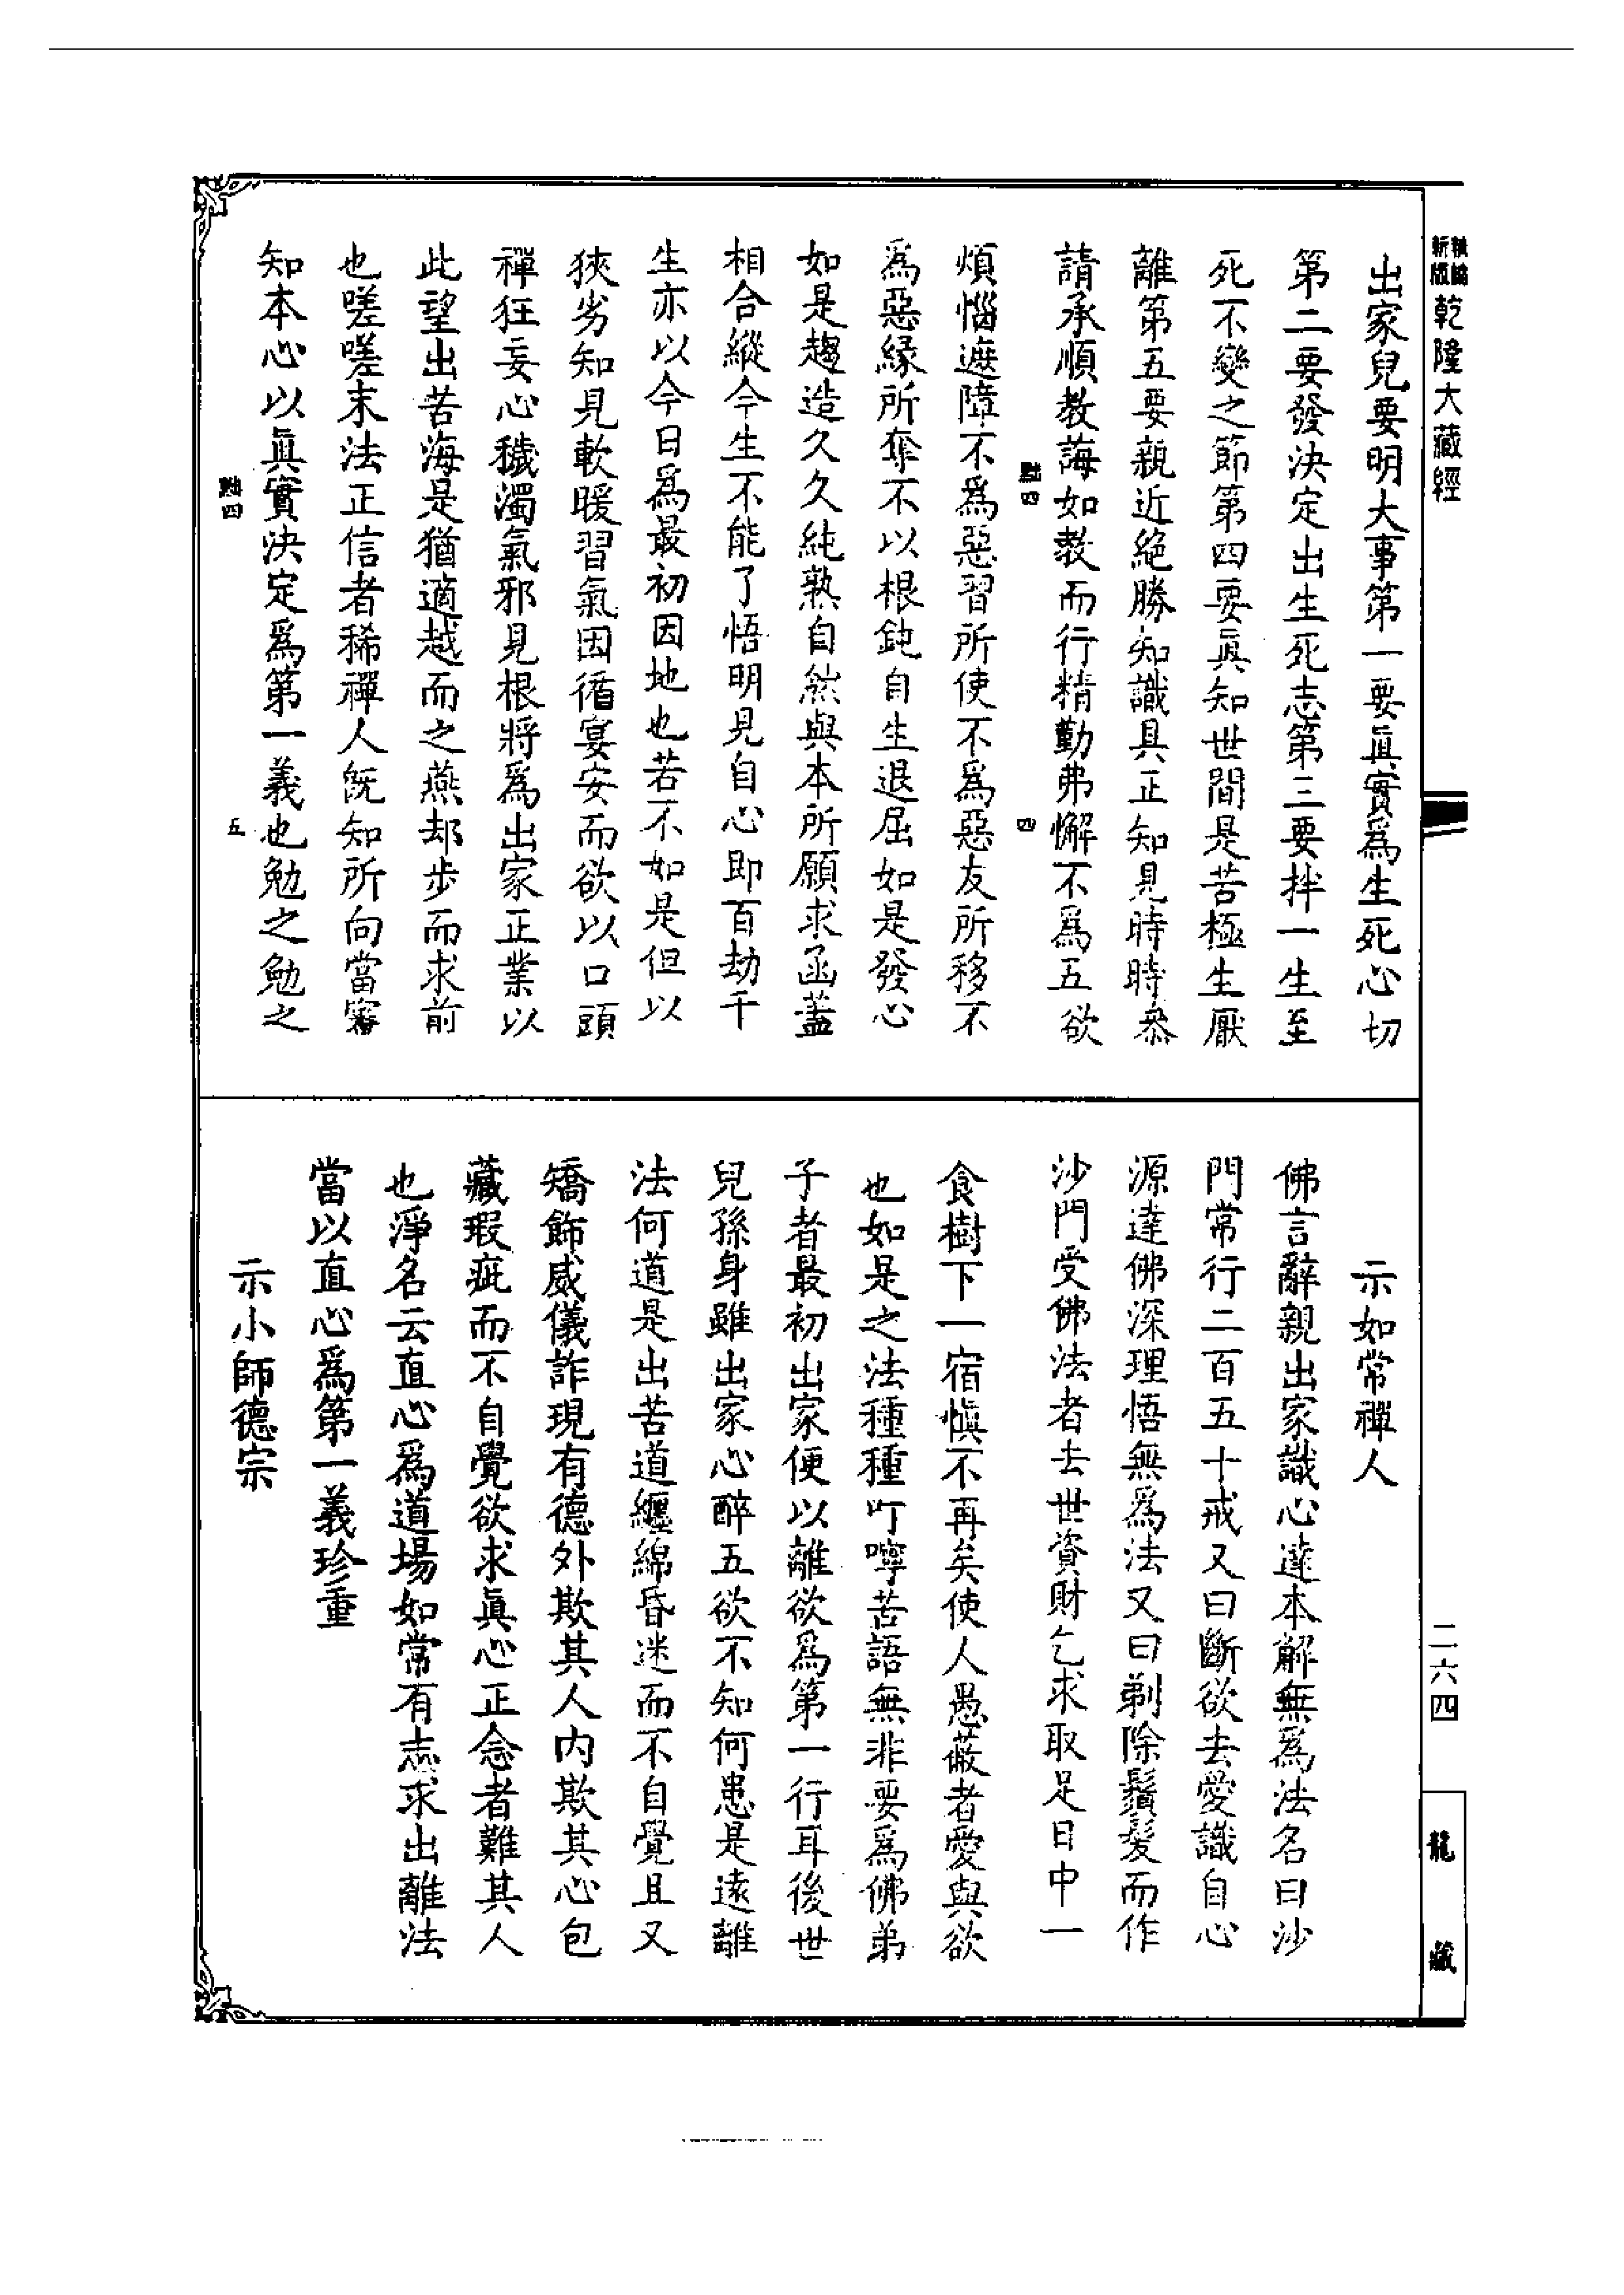 新編
縮版
乾隆大藏經
出家兒要明大事第一要眞實爲生死心切
第二要發決定出生死志第三要拌一生至
死不變之節第四要眞知世間是苦極生厭
離第五要親近絕勝知識具正知見時時叅
請承順教誨如教而行精勤弗懈不爲五欲
黜四
四
煩惱遮障不爲惡習所使不爲惡友所移不
爲惡緣所奪不以根鈍自生退屈如是發心
如是趨造久久純熟自然與本所願求函蓋
相合縱今生不能了悟明見自心即百劫千
生亦以今日爲最初因地也若不如是但以
狹劣知見軟暖習氣因循宴安而欲以口頭
禪狂妄心穢濁氣邪見根將爲出家正業以
此望出苦海是猶適越而之燕却步而求前
也嗟嗟末法正信者稀禪人旣知所向當審
知本心以眞實決定爲第一義也勉之勉之
黜四
五
示如常禪人
佛言辭親出家識心達本解無爲法名曰沙
門常行二百五十戒又曰斷欲去愛識自心
源達佛深理悟無爲法又曰剃除鬚髮而作
沙門受佛法者去世資財乞求取足日中一
食樹下一宿愼不再矣使人愚蔽者愛與欲
也如是之法種種叮嚀苦語無非要爲佛弟
子者最初出家便以離欲爲第一行耳後世
兒孫身雖出家心醉五欲不知何患是遠離
法何道是出苦道纏綿昏迷而不自覺且又
矯飾威儀詐現有德外欺其人內欺其心包
藏瑕疵而不自覺欲求眞心正念者難其人
也淨名云直心爲道場如常有志求出離法
當以直心爲第一義珍重
示小師德宗
二六四
龍藏